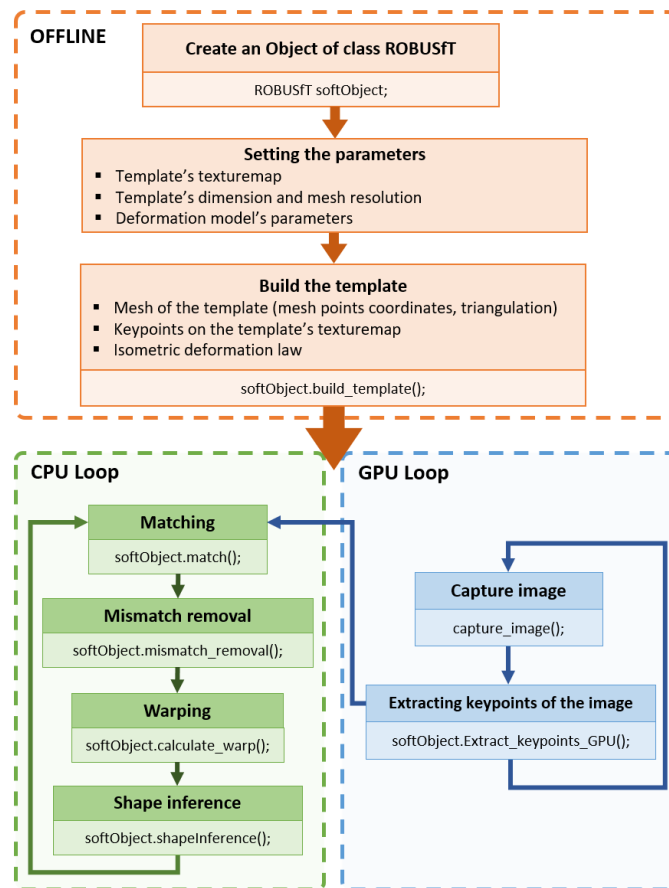 OFFLINE
Create an Object of class ROBUSfT
ROBUSfT softObject;
Setting the parameters
▪ Template's texturemap
▪ Template's dimension and mesh resolution
▪ Deformation model's parameters
Build the template
▪ Mesh of the template (mesh points coordinates, triangulation)
▪ Keypoints on the template's texturemap
▪ Isometric deformation law
softObject.build_template();
CPU Loop
Matching
softObject.match();
Mismatch removal
softObject.mismatch_removal();
Warping
softObject.calculate_warp();
Shape inference
softObject.shapeInference();
GPU Loop
Capture image
capture_image();
Extracting keypoints of the image
softObject.Extract_keypoints_GPU();